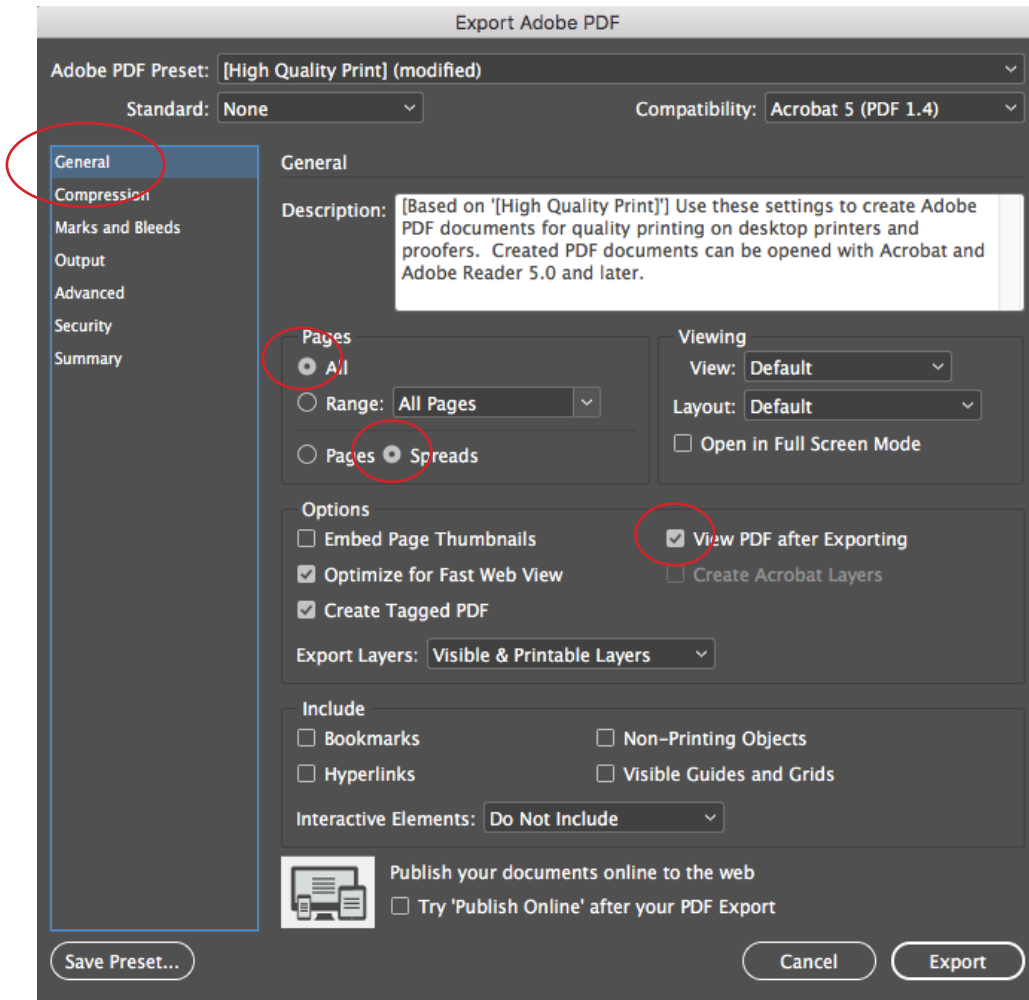 Export Adobe PDF
Adobe PDF Preset: [High Quality Print] (modified)
Standard: None
Compatibility: Acrobat 5 (PDF 1.4)
General
Compression
Marks and Bleeds
Output
Advanced
Security
Summary
General
Description: [Based on '[High Quality Print]'] Use these settings to create Adobe
PDF documents for quality printing on desktop printers and
proofers.  Created PDF documents can be opened with Acrobat and
Adobe Reader 5.0 and later.
Pages
All
Range: All Pages
Pages Spreads
Viewing
View: Default
Layout: Default
Open in Full Screen Mode
Options
Embed Page Thumbnails
View PDF after Exporting
Optimize for Fast Web View
Create Acrobat Layers
Create Tagged PDF
Export Layers: Visible & Printable Layers
Include
Bookmarks
Non-Printing Objects
Hyperlinks
Visible Guides and Grids
Interactive Elements: Do Not Include
Publish your documents online to the web
Try 'Publish Online' after your PDF Export
Save Preset...
Cancel
Export